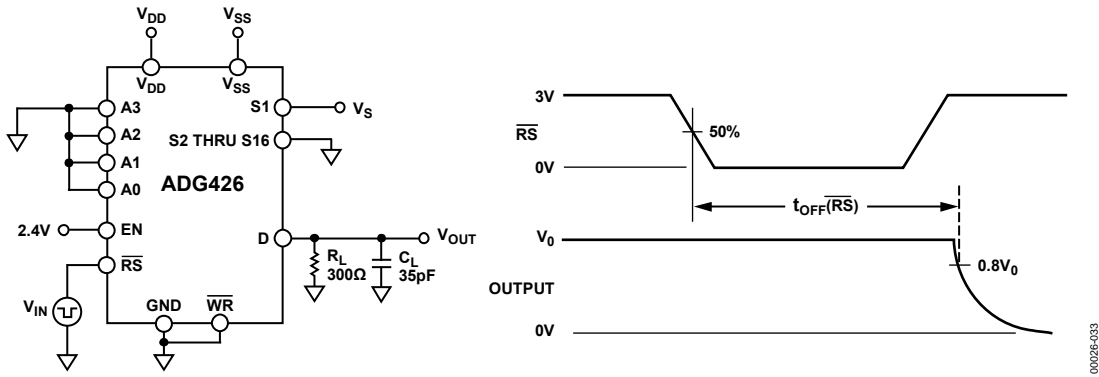 VDD
VSS
VDD
VSS
A3
A2
A1
A0
ADG426
S1
VS
S2 THRU S16
2.4V
EN
D
VOUT
RS
RL
300Ω
CL
35pF
VIN
GND
WR
3V
RS
50%
0V
tOFF(RS)
V0
0.8V0
OUTPUT
0V
00026-033